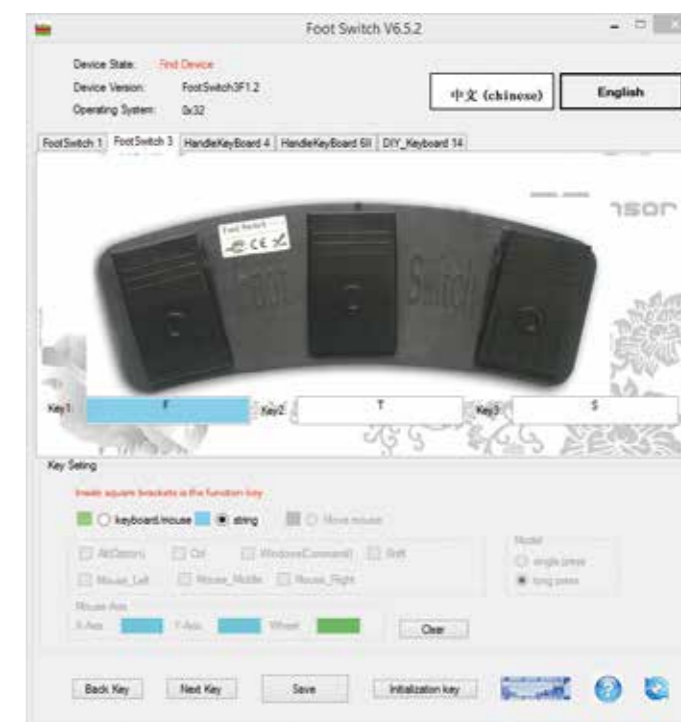 Foot Switch V6.5.2
Device State: Find Device
Device Version: FootSwitch3F1.2
Operating System: 0x32
中文 (chinese) English
FootSwitch 1 FootSwitch 3 HandleKeyBoard 4 HandleKeyBoard 6II DIY_Keyboard 14
Foot Switch
CE
Foot Switch
Key1: F Key2: T Key3: S
Key Seting
Inside square brackets is the function key
keyboard.mouse string Move mouse
Alt(Option) Ctrl Windows(Command) Shift
Mouse_Left Mouse_Middle Mouse_Right
Model
single press
long press
Mouse Axis
X-Axis Y-Axis Wheel Clear
Back Key Next Key Save Initialization key